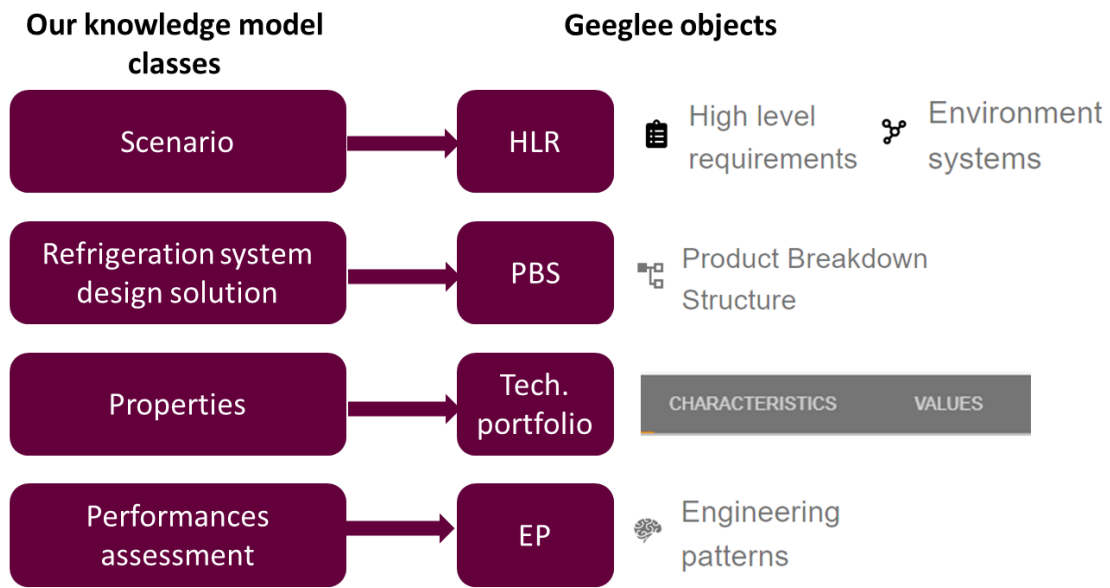 Our knowledge model
classes
Geeglee objects
Scenario
HLR
High level
requirements
Environment
systems
Refrigeration system
design solution
PBS
Product Breakdown
Structure
Properties
Tech.
portfolio
CHARACTERISTICS
VALUES
Performances
assessment
EP
Engineering
patterns